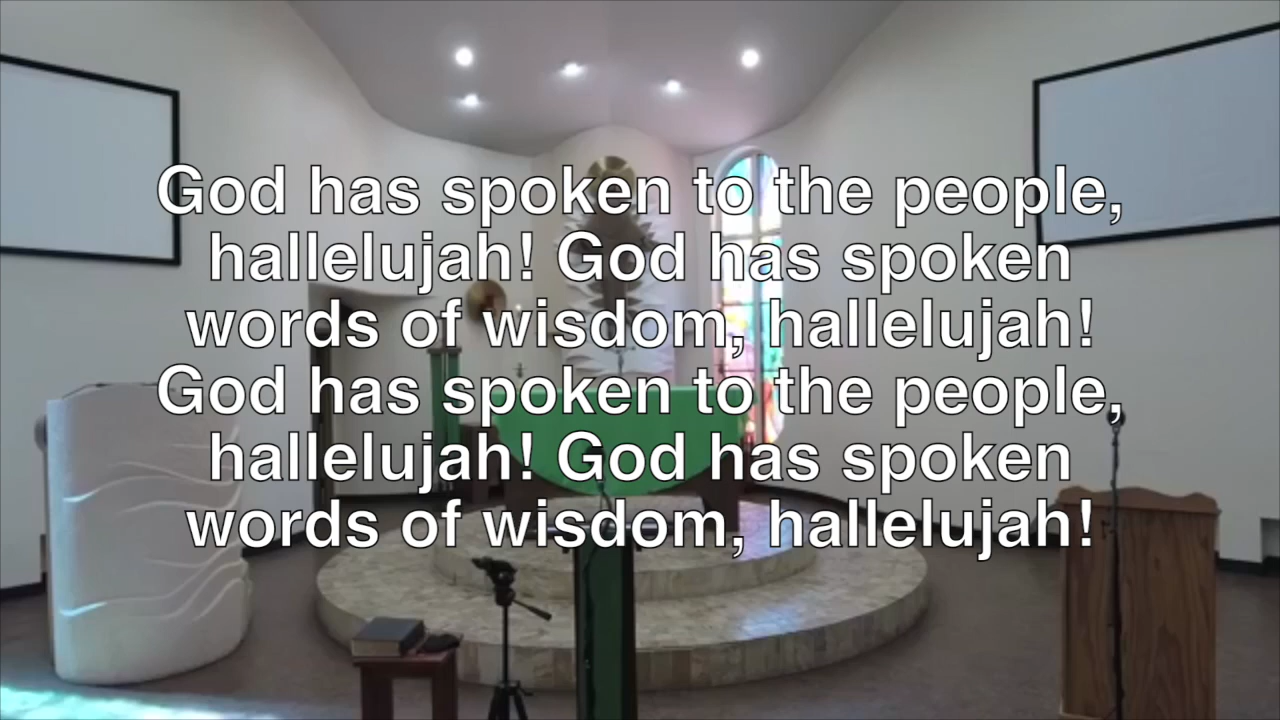 God has spoken to the people,
hallelujah! God has spoken
words of wisdom, hallelujah!
God has spoken to the people,
hallelujah! God has spoken
words of wisdom, hallelujah!